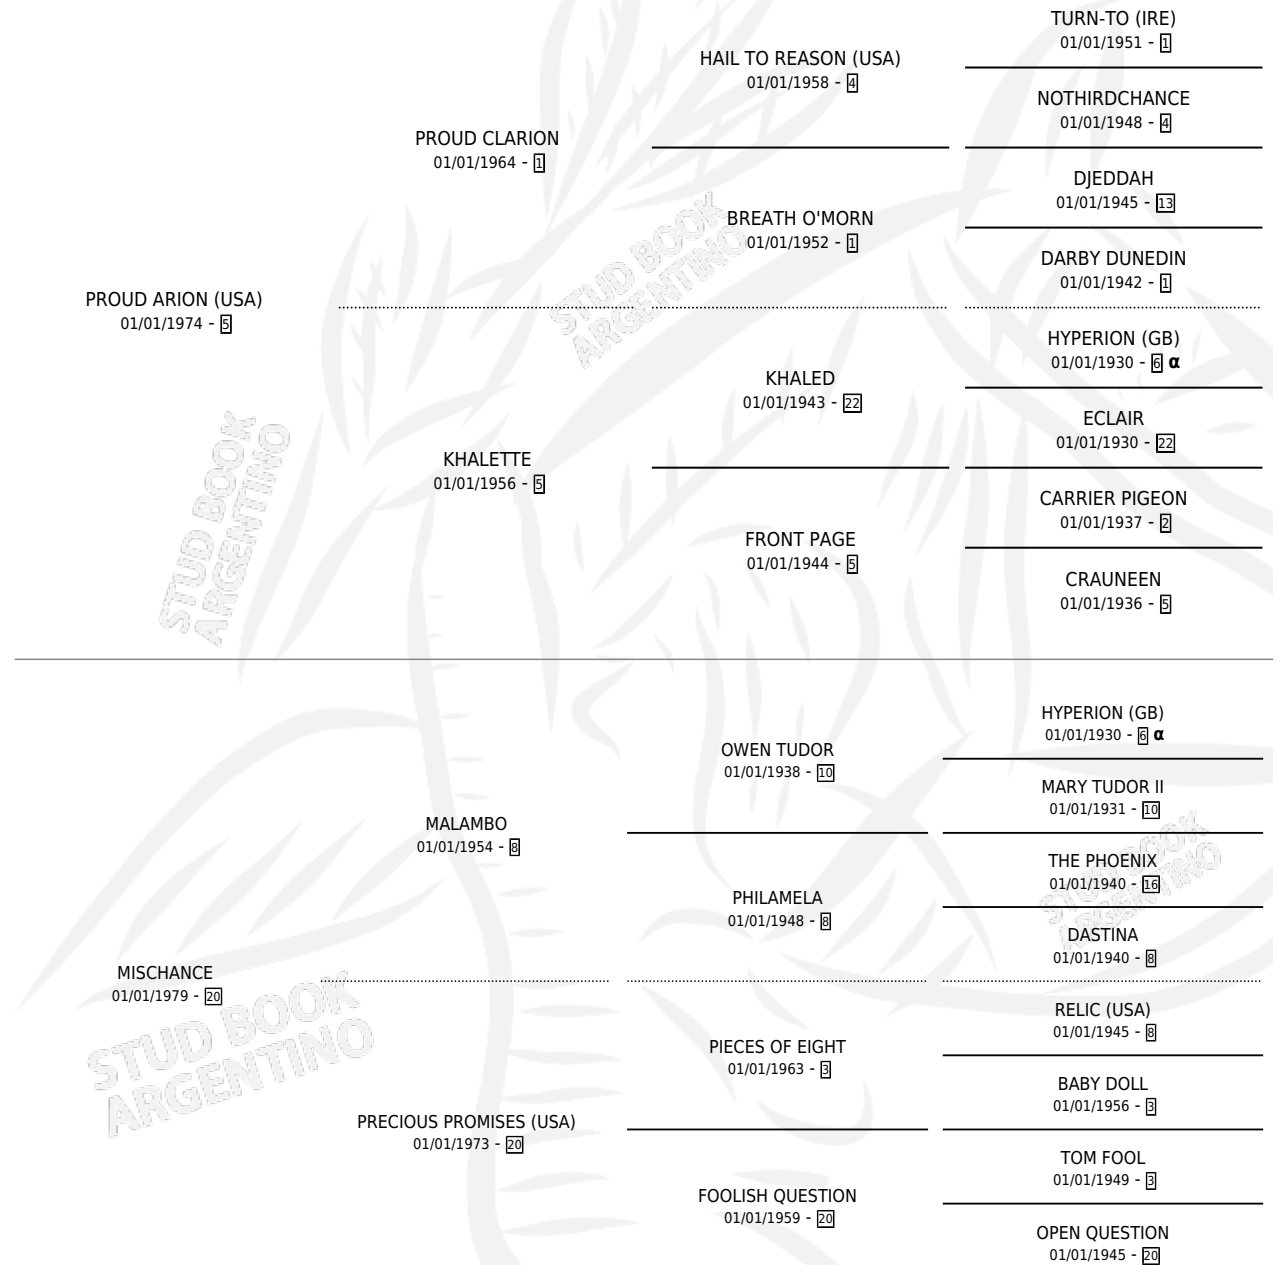 TURN-TO (IRE)
01/01/1951 - 1
HAIL TO REASON (USA)
01/01/1958 - 4
NOTHIRDCHANCE
01/01/1948 - 4
PROUD CLARION
01/01/1964 - 1
DJEDDAH
01/01/1945 - 13
BREATH O'MORN
01/01/1952 - 1
DARBY DUNEDIN
01/01/1942 - 1
PROUD ARION (USA)
01/01/1974 - 5
HYPERION (GB)
01/01/1930 - 6 α
KHALED
01/01/1943 - 22
ECLAIR
01/01/1930 - 22
KHALETTE
01/01/1956 - 5
CARRIER PIGEON
01/01/1937 - 2
FRONT PAGE
01/01/1944 - 5
CRAUNEEN
01/01/1936 - 5
STUD BOOK
ARGENTINO
STUD BOOK
ARGENTINO
HYPERION (GB)
01/01/1930 - 6 α
OWEN TUDOR
01/01/1938 - 10
MARY TUDOR II
01/01/1931 - 10
MALAMBO
01/01/1954 - 8
THE PHOENIX
01/01/1940 - 16
PHILAMELA
01/01/1948 - 8
DASTINA
01/01/1940 - 8
MISCHANCE
01/01/1979 - 20
RELIC (USA)
01/01/1945 - 8
PIECES OF EIGHT
01/01/1963 - 3
BABY DOLL
01/01/1956 - 3
PRECIOUS PROMISES (USA)
01/01/1973 - 20
TOM FOOL
01/01/1949 - 3
FOOLISH QUESTION
01/01/1959 - 20
OPEN QUESTION
01/01/1945 - 20
STUD BOOK
ARGENTINO
STUD BOOK
ARGENTINO